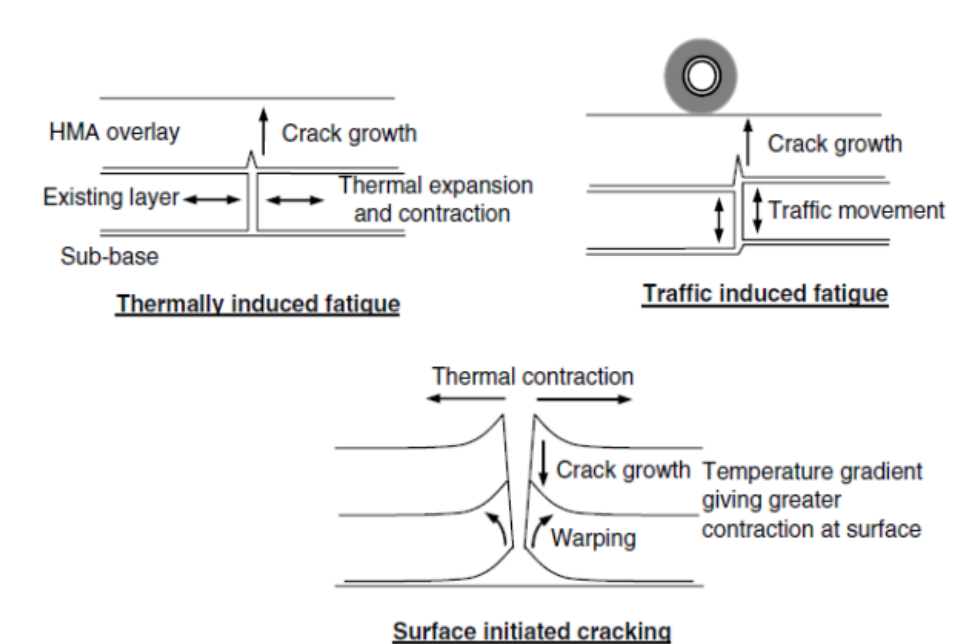 HMA overlay
Crack growth
Existing layer
Thermal expansion
and contraction
Sub-base
Thermally induced fatigue
Crack growth
Traffic movement
Traffic induced fatigue
Thermal contraction
Crack growth
Temperature gradient
giving greater
contraction at surface
Warping
Surface initiated cracking